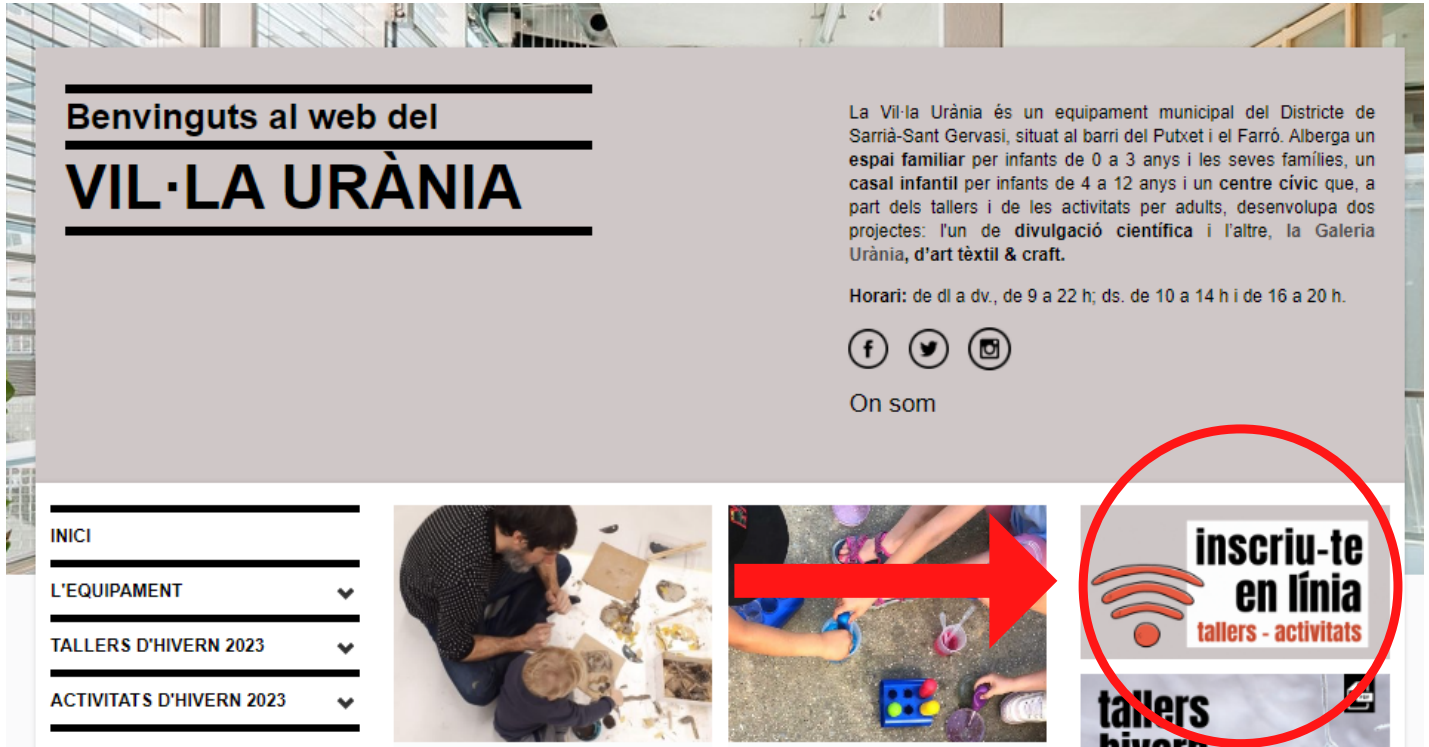 Benvinguts al web del
VIL·LA URÀNIA
La Vil·la Urània és un equipament municipal del Districte de
Sarrià-Sant Gervasi, situat al barri del Putxet i el Farró. Alberga un
espai familiar per infants de 0 a 3 anys i les seves famílies, un
casal infantil per infants de 4 a 12 anys i un centre cívic que, a
part dels tallers i de les activitats per adults, desenvolupa dos
projectes: l'un de divulgació científica i l'altre, la Galeria
Urània, d'art tèxtil & craft.
Horari: de dl a dv., de 9 a 22 h; ds. de 10 a 14 h i de 16 a 20 h.
On som
INICI
L'EQUIPAMENT
TALLERS D'HIVERN 2023
ACTIVITATS D'HIVERN 2023
inscriu-te
en línia
tallers - activitats
tallers
hivern